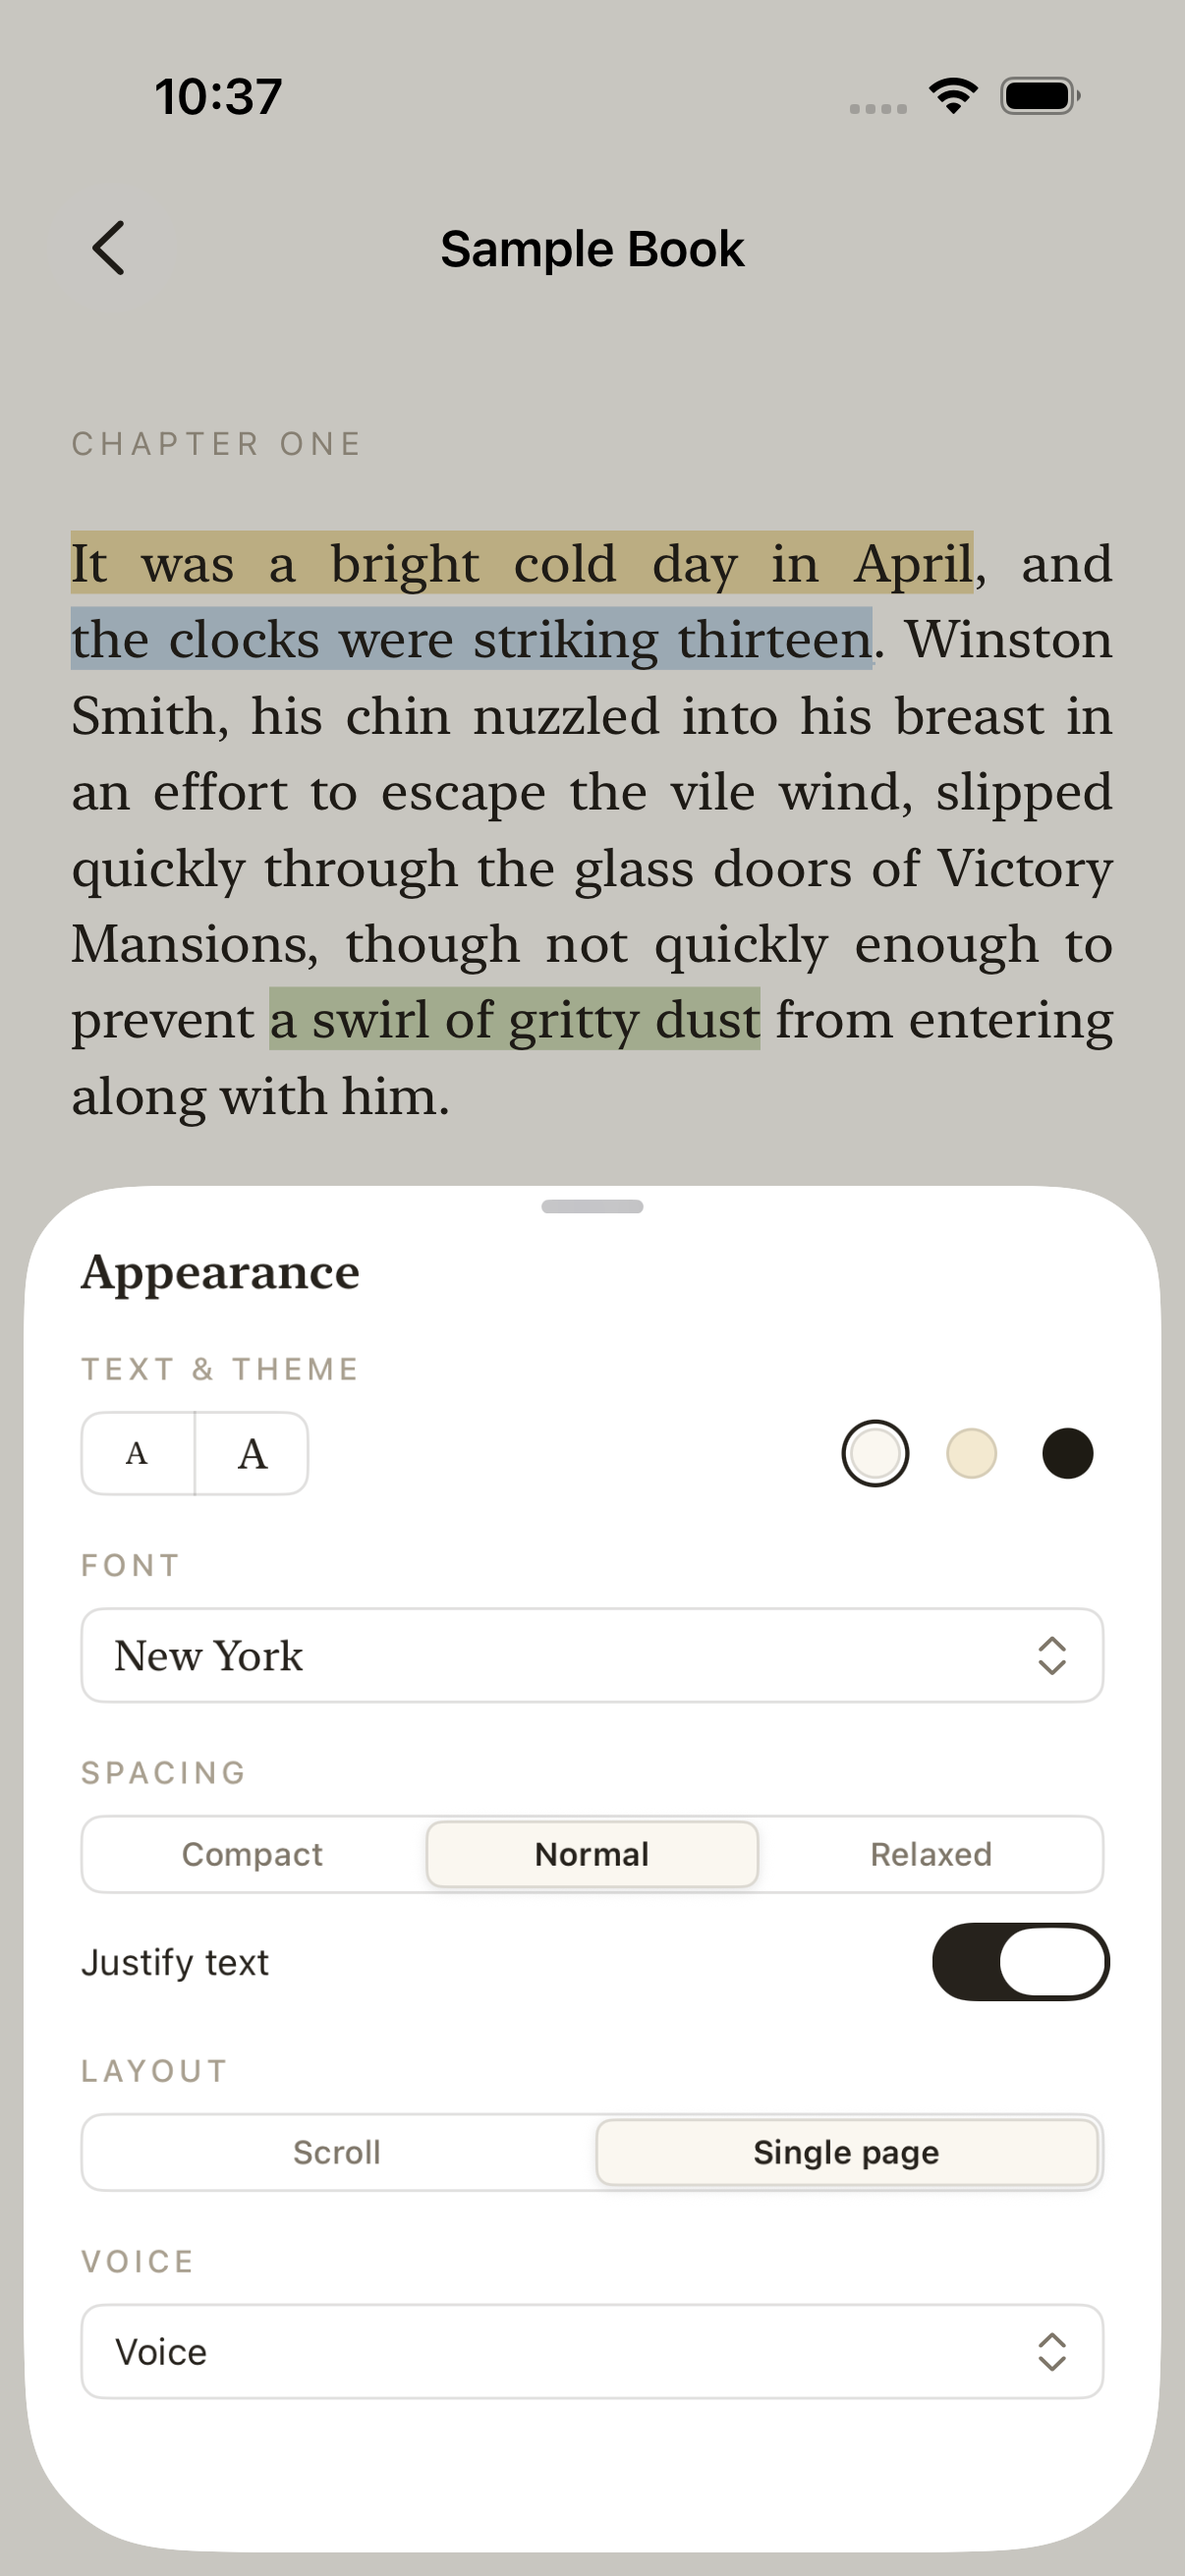 10:37
Sample Book
CHAPTER ONE
It was a bright cold day in April, and
the clocks were striking thirteen. Winston
Smith, his chin nuzzled into his breast in
an effort to escape the vile wind, slipped
quickly through the glass doors of Victory
Mansions, though not quickly enough to
prevent a swirl of gritty dust from entering
along with him.
Appearance
TEXT & THEME
A A
FONT
New York
SPACING
Compact Normal Relaxed
Justify text
LAYOUT
Scroll Single page
VOICE
Voice